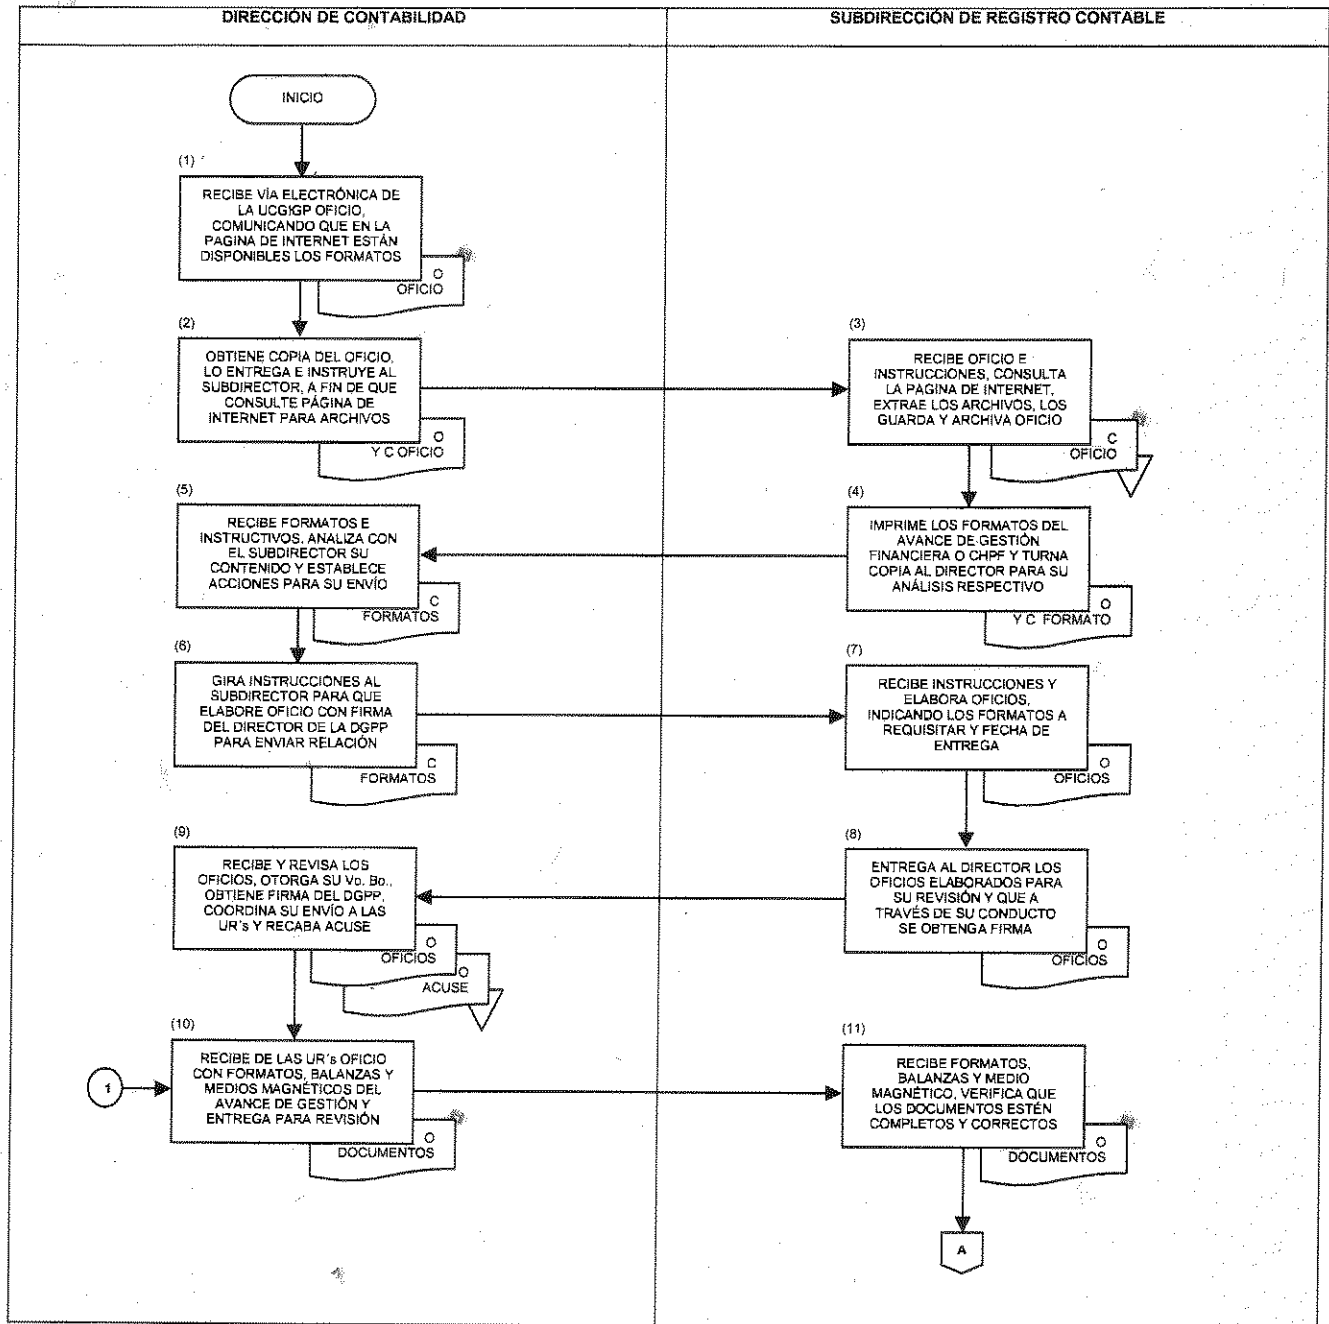 DIRECCIÓN DE CONTABILIDAD
SUBDIRECCIÓN DE REGISTRO CONTABLE
INICIO
(1)
RECIBE VÍA ELECTRÓNICA DE
LA UCGIGP OFICIO,
COMUNICANDO QUE EN LA
PAGINA DE INTERNET ESTÁN
DISPONIBLES LOS FORMATOS
O
OFICIO
(2)
OBTIENE COPIA DEL OFICIO,
LO ENTREGA E INSTRUYE AL
SUBDIRECTOR, A FIN DE QUE
CONSULTE PÁGINA DE
INTERNET PARA ARCHIVOS
O
Y C OFICIO
(3)
RECIBE OFICIO E
INSTRUCCIONES, CONSULTA
LA PAGINA DE INTERNET,
EXTRAE LOS ARCHIVOS, LOS
GUARDA Y ARCHIVA OFICIO
C
OFICIO
(4)
IMPRIME LOS FORMATOS DEL
AVANCE DE GESTIÓN
FINANCIERA O CHPF Y TURNA
COPIA AL DIRECTOR PARA SU
ANÁLISIS RESPECTIVO
O
Y C FORMATO
(5)
RECIBE FORMATOS E
INSTRUCTIVOS, ANALIZA CON
EL SUBDIRECTOR SU
CONTENIDO Y ESTABLECE
ACCIONES PARA SU ENVÍO
C
FORMATOS
(6)
GIRA INSTRUCCIONES AL
SUBDIRECTOR PARA QUE
ELABORE OFICIO CON FIRMA
DEL DIRECTOR DE LA DGPP
PARA ENVIAR RELACIÓN
C
FORMATOS
(7)
RECIBE INSTRUCCIONES Y
ELABORA OFICIOS,
INDICANDO LOS FORMATOS A
REQUISITAR Y FECHA DE
ENTREGA
O
OFICIOS
(8)
ENTREGA AL DIRECTOR LOS
OFICIOS ELABORADOS PARA
SU REVISIÓN Y QUE A
TRAVÉS DE SU CONDUCTO
SE OBTENGA FIRMA
O
OFICIOS
(9)
RECIBE Y REVISA LOS
OFICIOS, OTORGA SU Vo. Bo.,
OBTIENE FIRMA DEL DGPP,
COORDINA SU ENVÍO A LAS
UR's Y RECABA ACUSE
O
OFICIOS
O
ACUSE
(10)
1
RECIBE DE LAS UR's OFICIO
CON FORMATOS, BALANZAS Y
MEDIOS MAGNÉTICOS DEL
AVANCE DE GESTIÓN Y
ENTREGA PARA REVISIÓN
O
DOCUMENTOS
(11)
RECIBE FORMATOS,
BALANZAS Y MEDIO
MAGNÉTICO, VERIFICA QUE
LOS DOCUMENTOS ESTÉN
COMPLETOS Y CORRECTOS
O
DOCUMENTOS
A